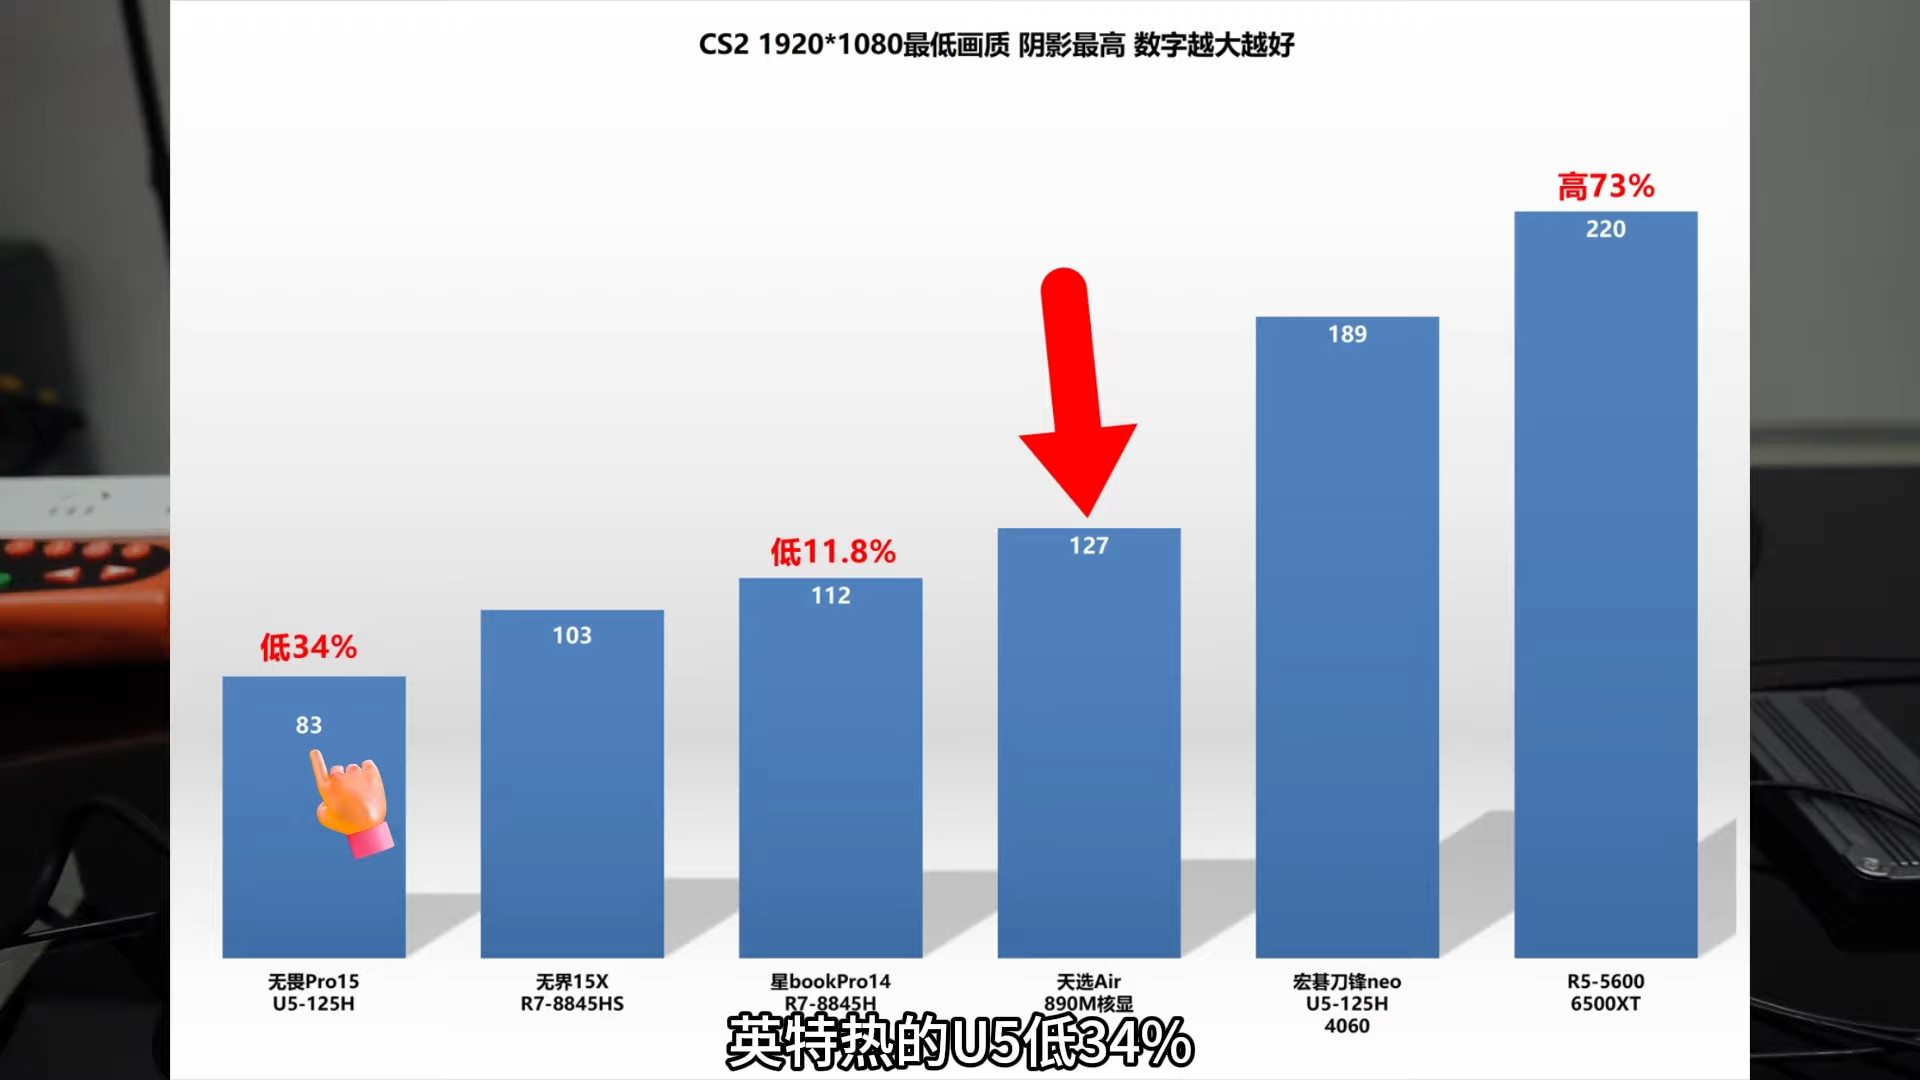 CS2 1920*1080最低画质 阴影最高 数字越大越好
高73%
220
189
127
低11.8%
112
103
低34%
83
无畏Pro15
U5-125H
无界15X
R7-8845HS
星bookPro14
R7-8845H
天选Air
890M核显
宏碁刀锋neo
U5-125H
4060
R5-5600
6500XT
英特热的U5低34%